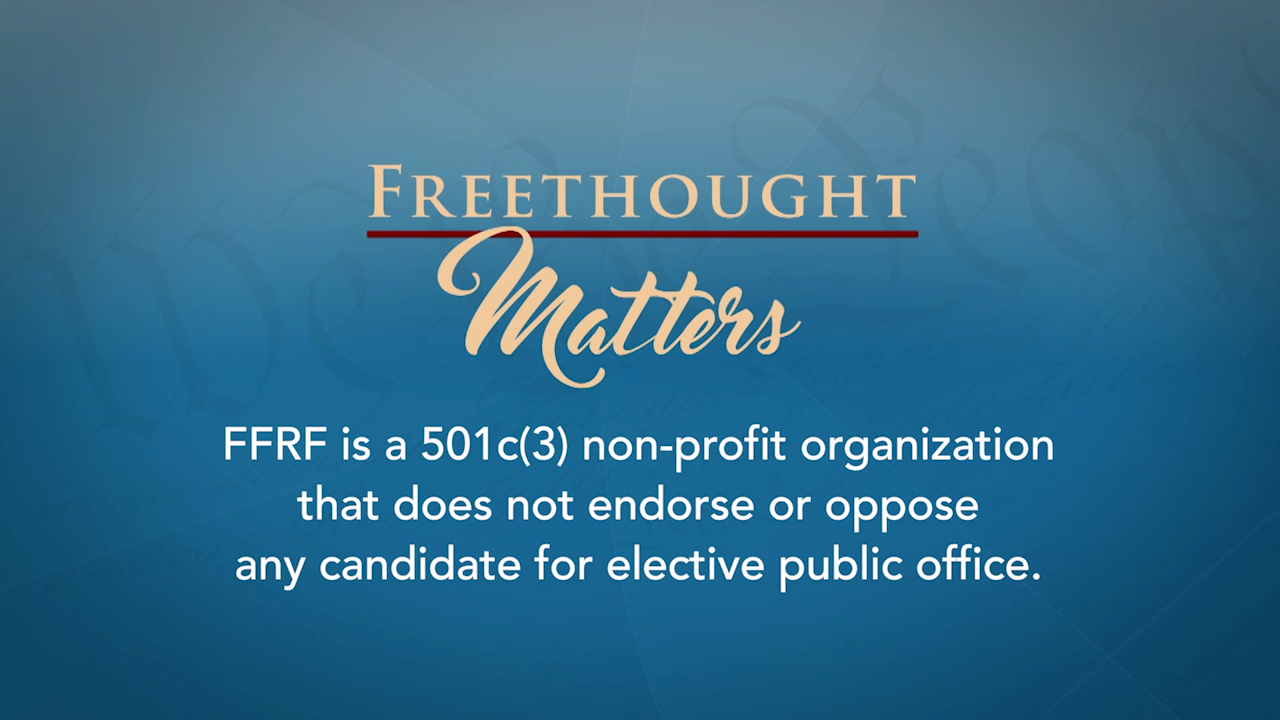 FREETHOUGHT
Matters
FFRF is a 501c(3) non-profit organization
that does not endorse or oppose
any candidate for elective public office.